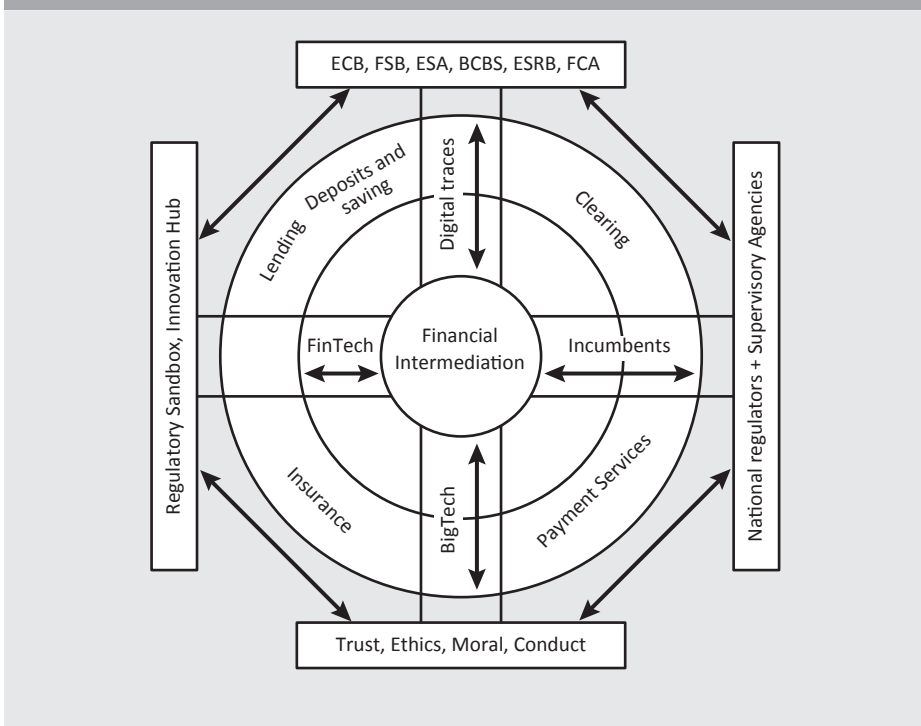 ECB, FSB, ESA, BCBS, ESRB, FCA
Regulatory Sandbox, Innovation Hub
Lending
Deposits and
saving
Digital traces
Clearing
National regulators + Supervisory Agencies
FinTech
Financial
Intermediation
Incumbents
Insurance
BigTech
Payment Services
Trust, Ethics, Moral, Conduct